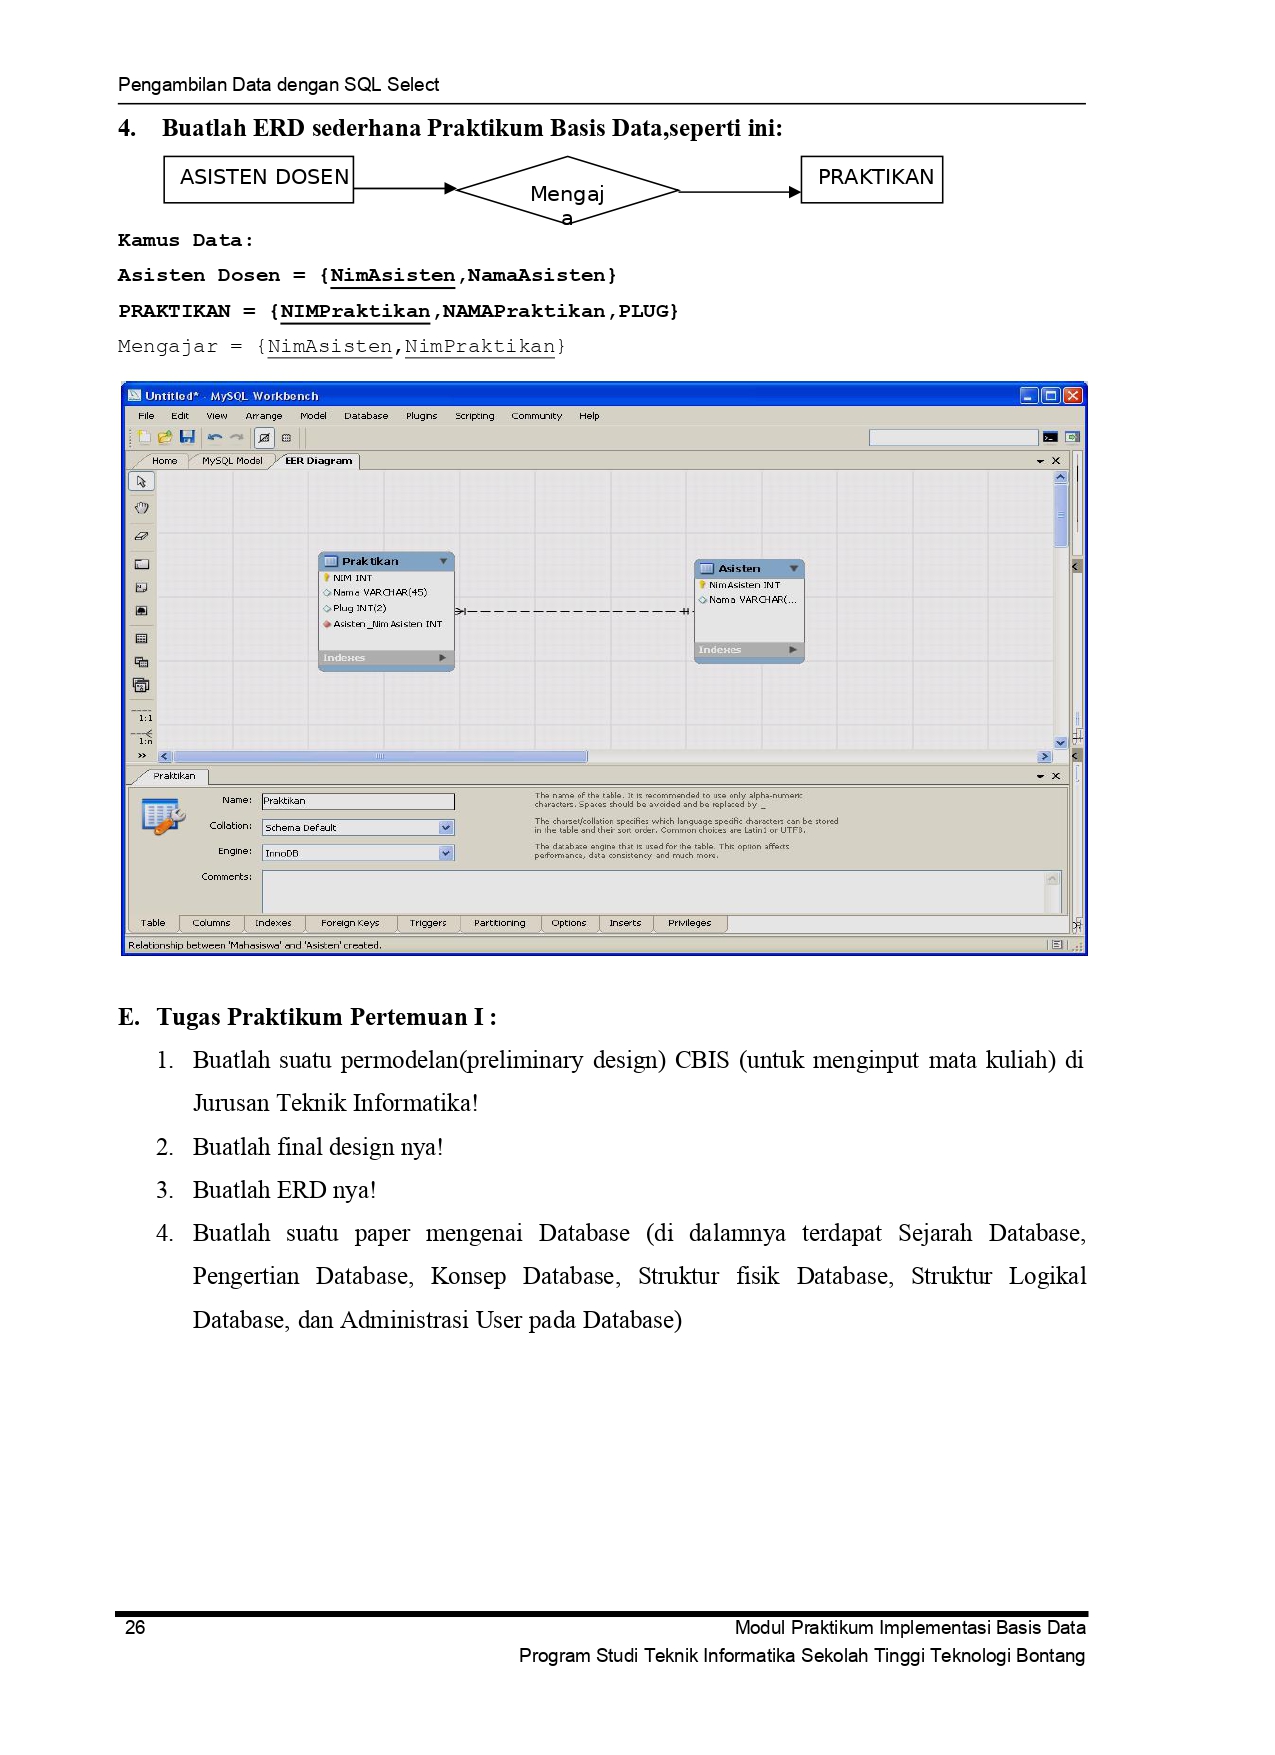 Pengambilan Data dengan SQL Select
4. Buatlah ERD sederhana Praktikum Basis Data,seperti ini:
ASISTEN DOSEN
Mengaj
a
PRAKTIKAN
Kamus Data:
Asisten Dosen = {NimAsisten,NamaAsisten}
PRAKTIKAN = {NIMPraktikan,NAMAPraktikan,PLUG}
Mengajar = {NimAsisten,NimPraktikan}
Untitled* - MySQL Workbench
File Edit View Arrange Model Database Plugins Scripting Community Help
Home MySQL Model EER Diagram
Praktikan
NIM INT
Nama VARCHAR(45)
Plug INT(2)
Asisten_NimAsisten INT
Indexes
Asisten
NimAsisten INT
Nama VARCHAR(...
Indexes
1:1
1:n
Praktikan
Name: Praktikan
The name of the table. It is recommended to use only alpha-numeric
characters. Spaces should be avoided and be replaced by _
Collation: Schema Default
The charset/collation specifies which language specific characters can be stored
in the table and their sort order. Common choices are Latin1 or UTF8.
Engine: InnoDB
The database engine that is used for the table. This option affects
performance, data consistency and much more.
Comments:
Table Columns Indexes Foreign Keys Triggers Partitioning Options Inserts Privileges
Relationship between 'Mahasiswa' and 'Asisten' created.
E. Tugas Praktikum Pertemuan I :
1. Buatlah suatu permodelan(preliminary design) CBIS (untuk menginput mata kuliah) di
Jurusan Teknik Informatika!
2. Buatlah final design nya!
3. Buatlah ERD nya!
4. Buatlah suatu paper mengenai Database (di dalamnya terdapat Sejarah Database,
Pengertian Database, Konsep Database, Struktur fisik Database, Struktur Logikal
Database, dan Administrasi User pada Database)
26 Modul Praktikum Implementasi Basis Data
Program Studi Teknik Informatika Sekolah Tinggi Teknologi Bontang